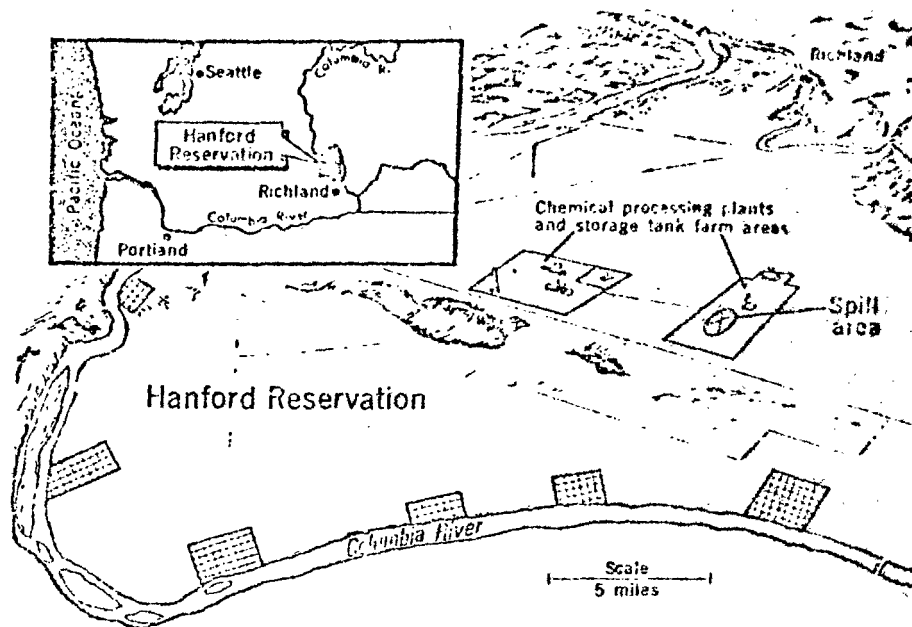 Pacific Ocean
Seattle
Columbia
R.
Hanford
Reservation
Richland
Columbia River
Portland
Richland
Chemical processing plants
and storage tank farm areas
Spill
area
Hanford Reservation
Columbia River
Scale
5 miles